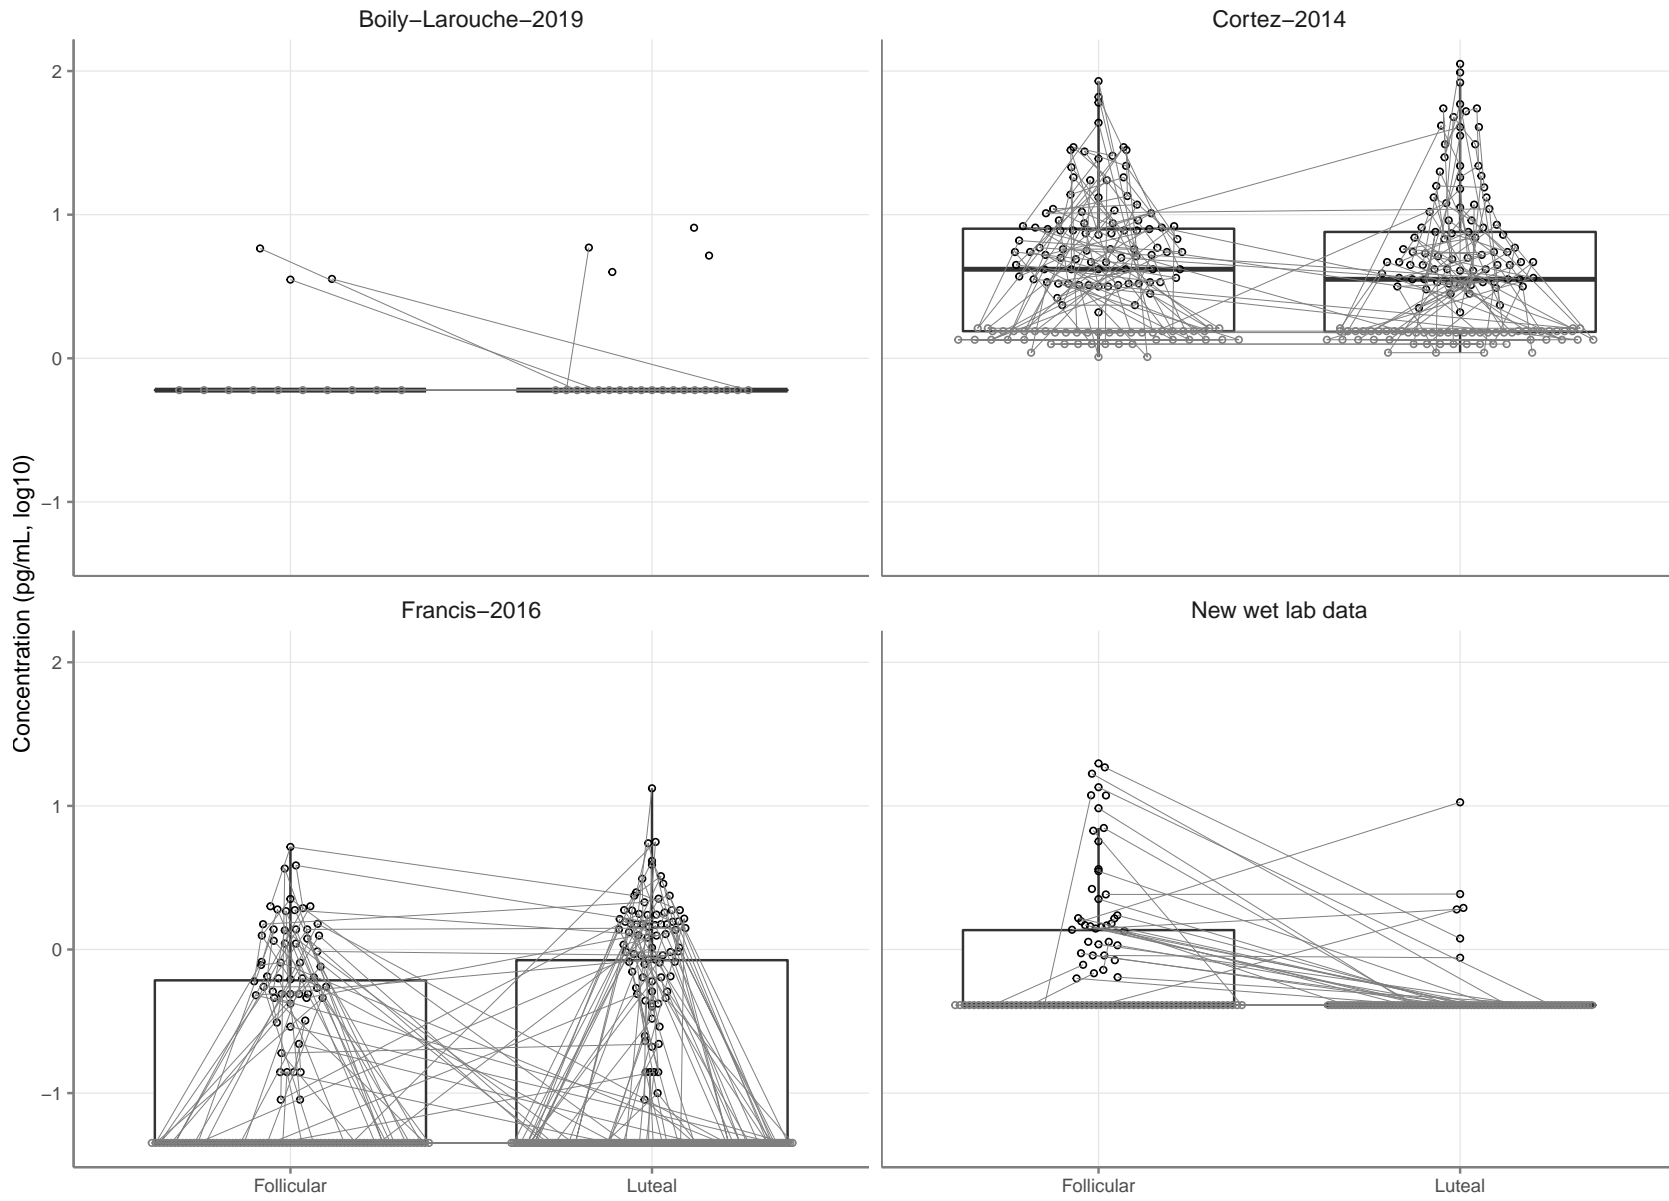 Boily−Larouche−2019
Cortez−2014
2
1
0
−1
Concentration (pg/mL, log10)
Francis−2016
New wet lab data
2
1
0
−1
Follicular
Luteal
Follicular
Luteal